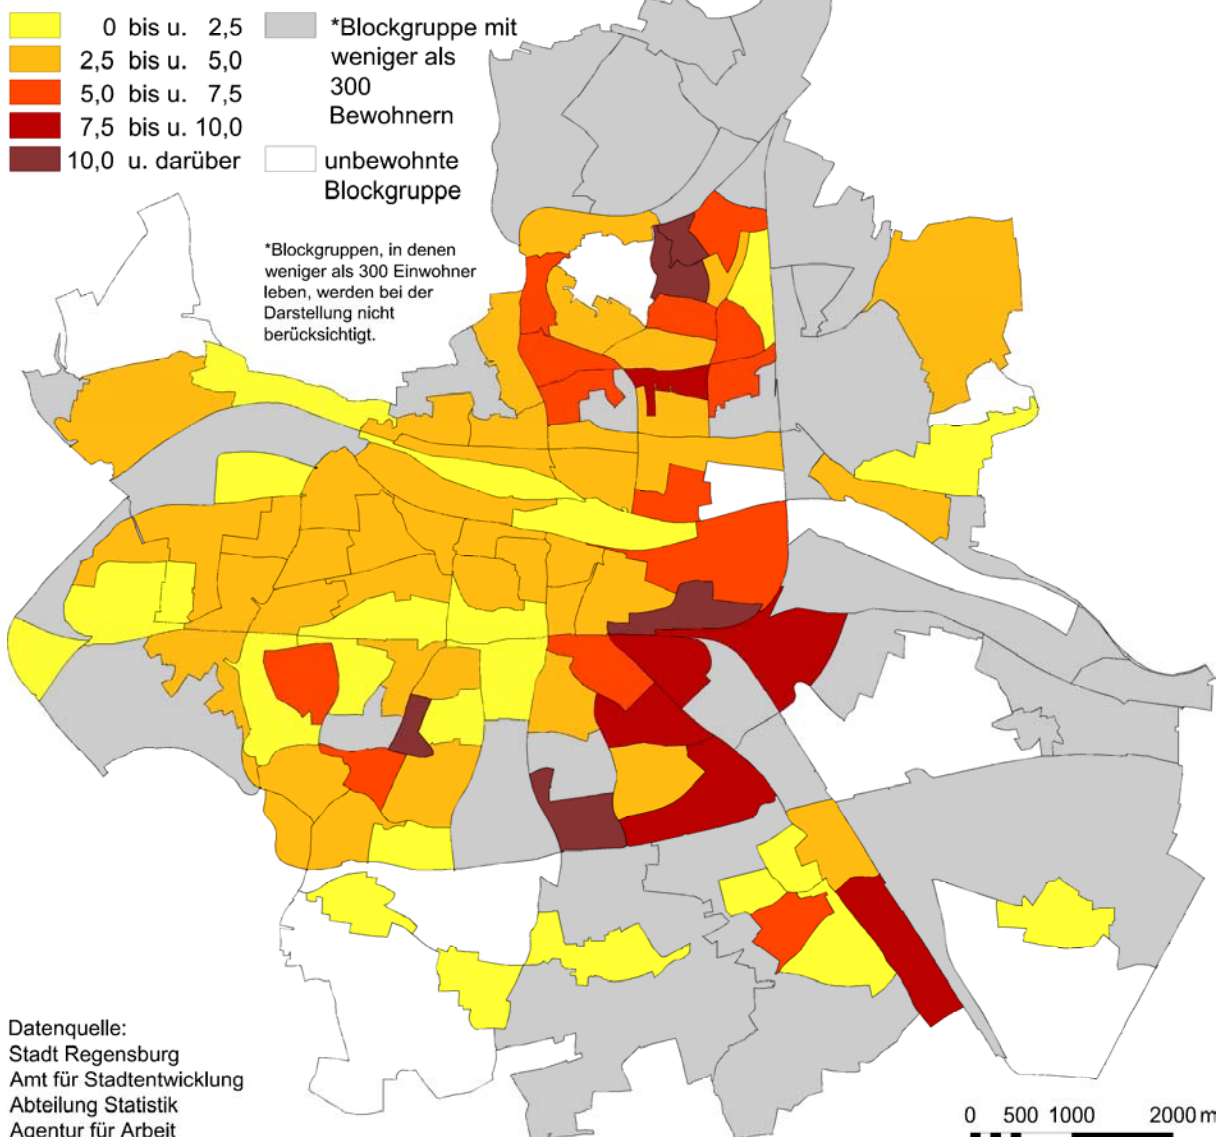 0 bis u. 2,5
2,5 bis u. 5,0
5,0 bis u. 7,5
7,5 bis u. 10,0
10,0 u. darüber
*Blockgruppe mit
weniger als
300
Bewohnern
unbewohnte
Blockgruppe
*Blockgruppen, in denen
weniger als 300 Einwohner
leben, werden bei der
Darstellung nicht
berücksichtigt.
Datenquelle:
Stadt Regensburg
Amt für Stadtentwicklung
Abteilung Statistik
Agentur für Arbeit
0 500 1000 2000 m